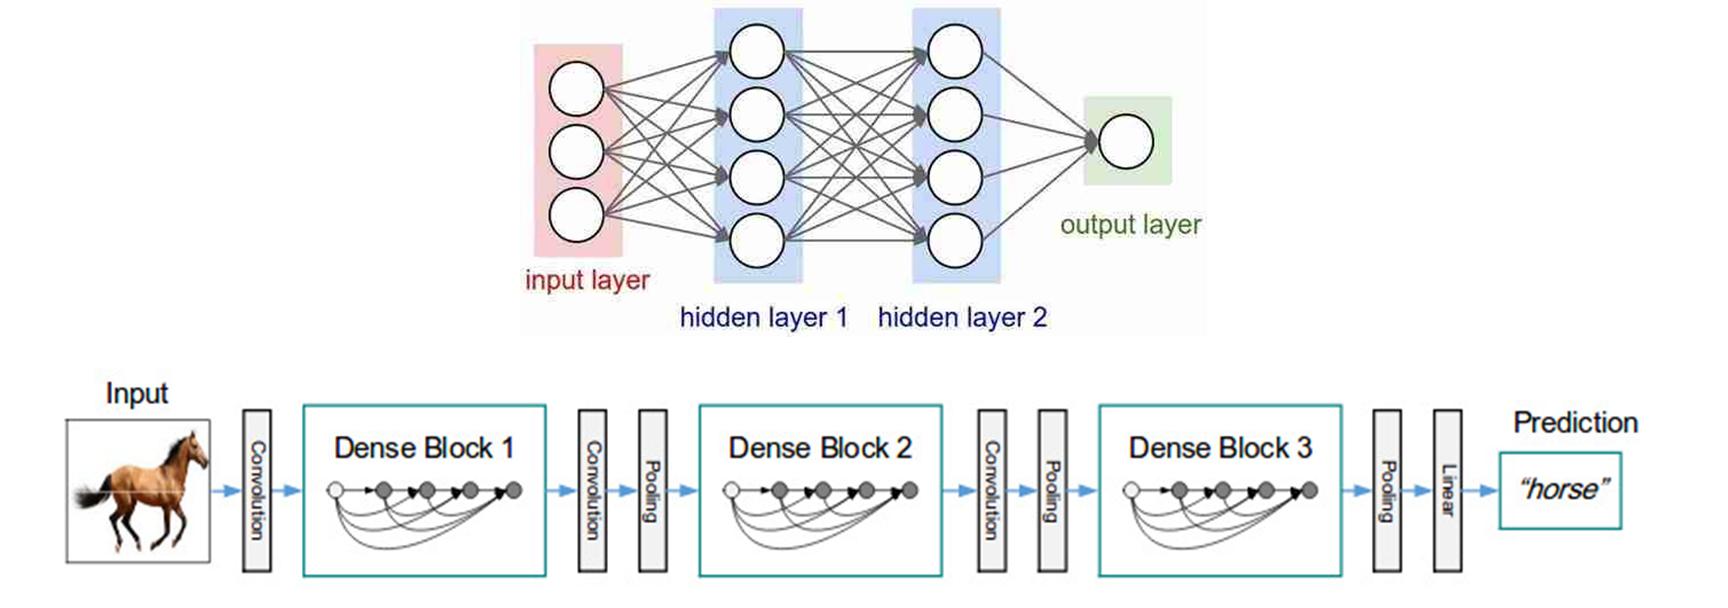 input layer
hidden layer 1
hidden layer 2
output layer
Input
Convolution
Dense Block 1
Convolution
Pooling
Dense Block 2
Convolution
Pooling
Dense Block 3
Pooling
Linear
Prediction
“horse”